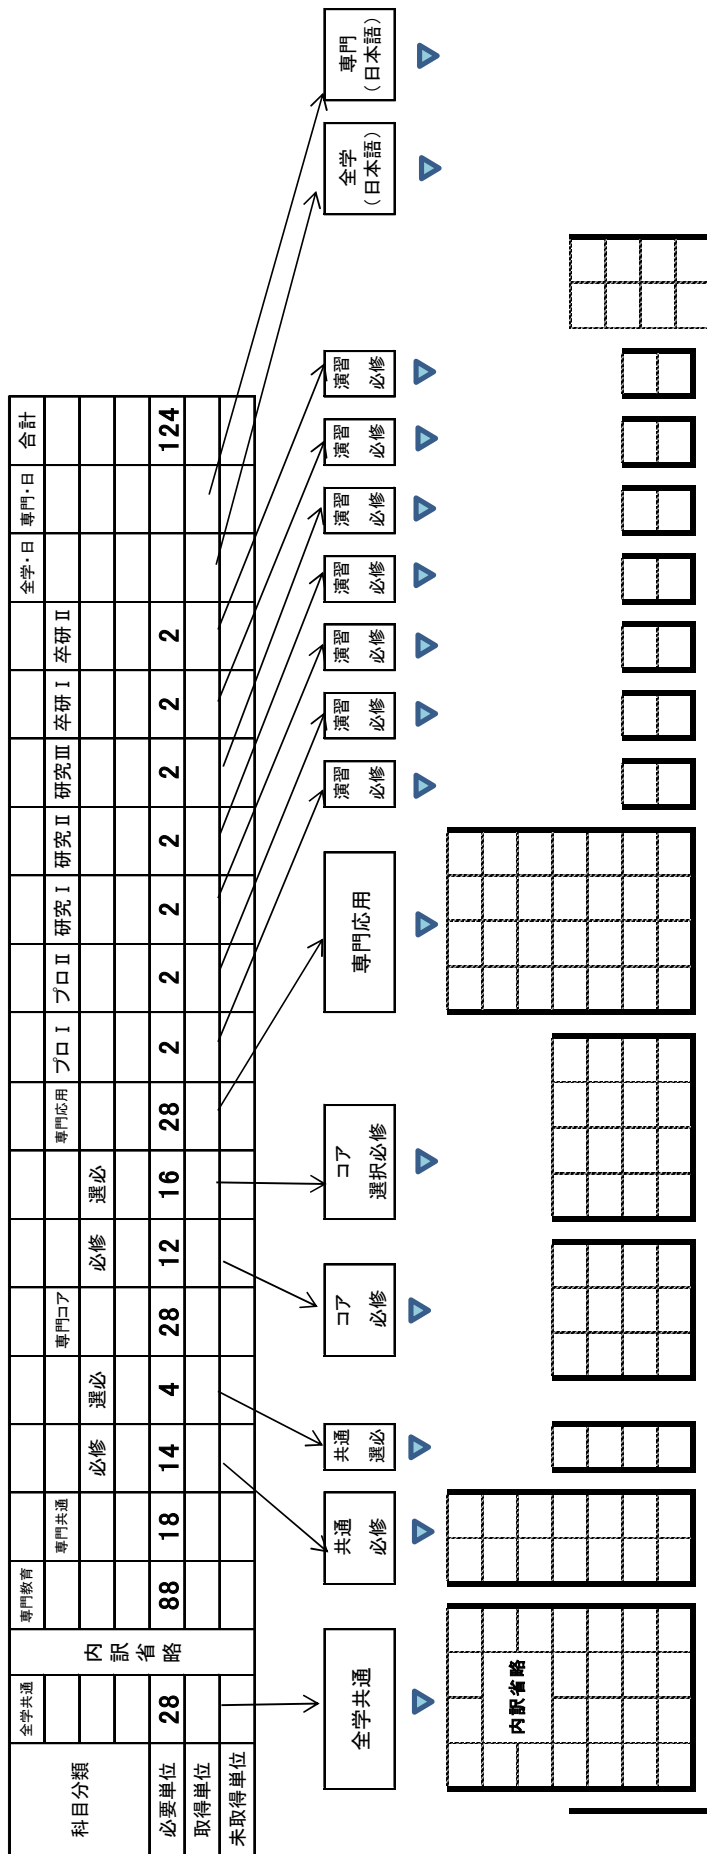 科目分類
全学共通
内訳省略
専門教育
専門共通
必修
選必
専門コア
必修
選必
専門応用
プロⅠ
プロⅡ
研究Ⅰ
研究Ⅱ
研究Ⅲ
卒研Ⅰ
卒研Ⅱ
全学・日
専門・日
合計
必要単位
28
88
18
14
4
28
12
16
28
2
2
2
2
2
2
2
124
取得単位
未取得単位
全学共通
共通
必修
共通
選必
コア
必修
コア
選択必修
専門応用
演習
必修
演習
必修
演習
必修
演習
必修
演習
必修
演習
必修
演習
必修
全学
(日本語)
専門
(日本語)
内訳省略